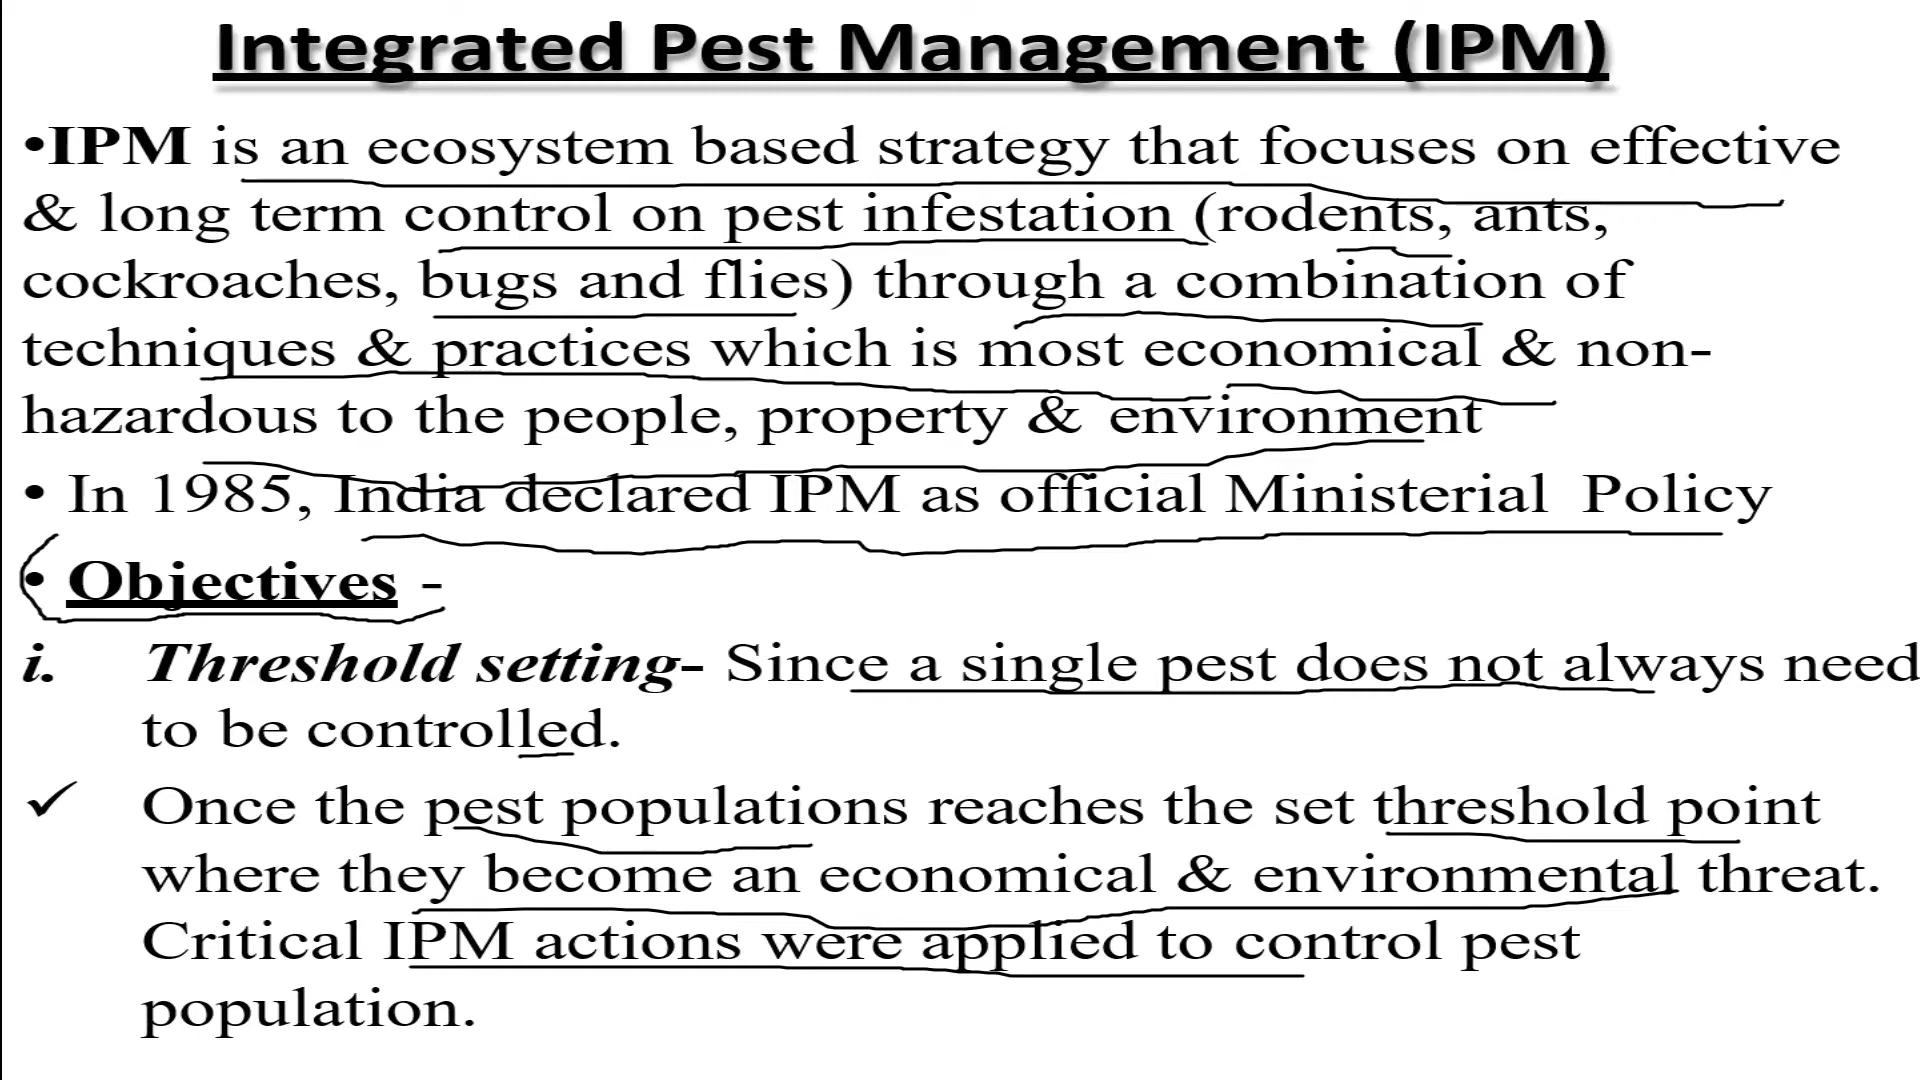 Integrated Pest Management (IPM)
•IPM is an ecosystem based strategy that focuses on effective
& long term control on pest infestation (rodents, ants,
cockroaches, bugs and flies) through a combination of
techniques & practices which is most economical & non-
hazardous to the people, property & environment
• In 1985, India declared IPM as official Ministerial Policy
• Objectives -
i. Threshold setting- Since a single pest does not always need
to be controlled.
✓ Once the pest populations reaches the set threshold point
where they become an economical & environmental threat.
Critical IPM actions were applied to control pest
population.